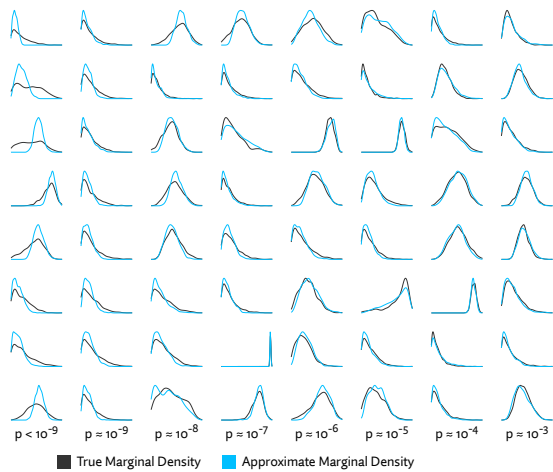 p < 10⁻⁹ p ≈ 10⁻⁹ p ≈ 10⁻⁸ p ≈ 10⁻⁷ p ≈ 10⁻⁶ p ≈ 10⁻⁵ p ≈ 10⁻⁴ p ≈ 10⁻³
True Marginal Density Approximate Marginal Density